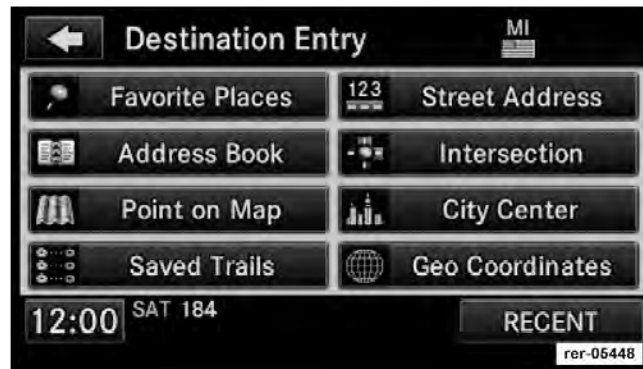 Destination Entry MI
Favorite Places 123 Street Address
Address Book Intersection
Point on Map City Center
Saved Trails Geo Coordinates
12:00 SAT 184 RECENT
rer-05448